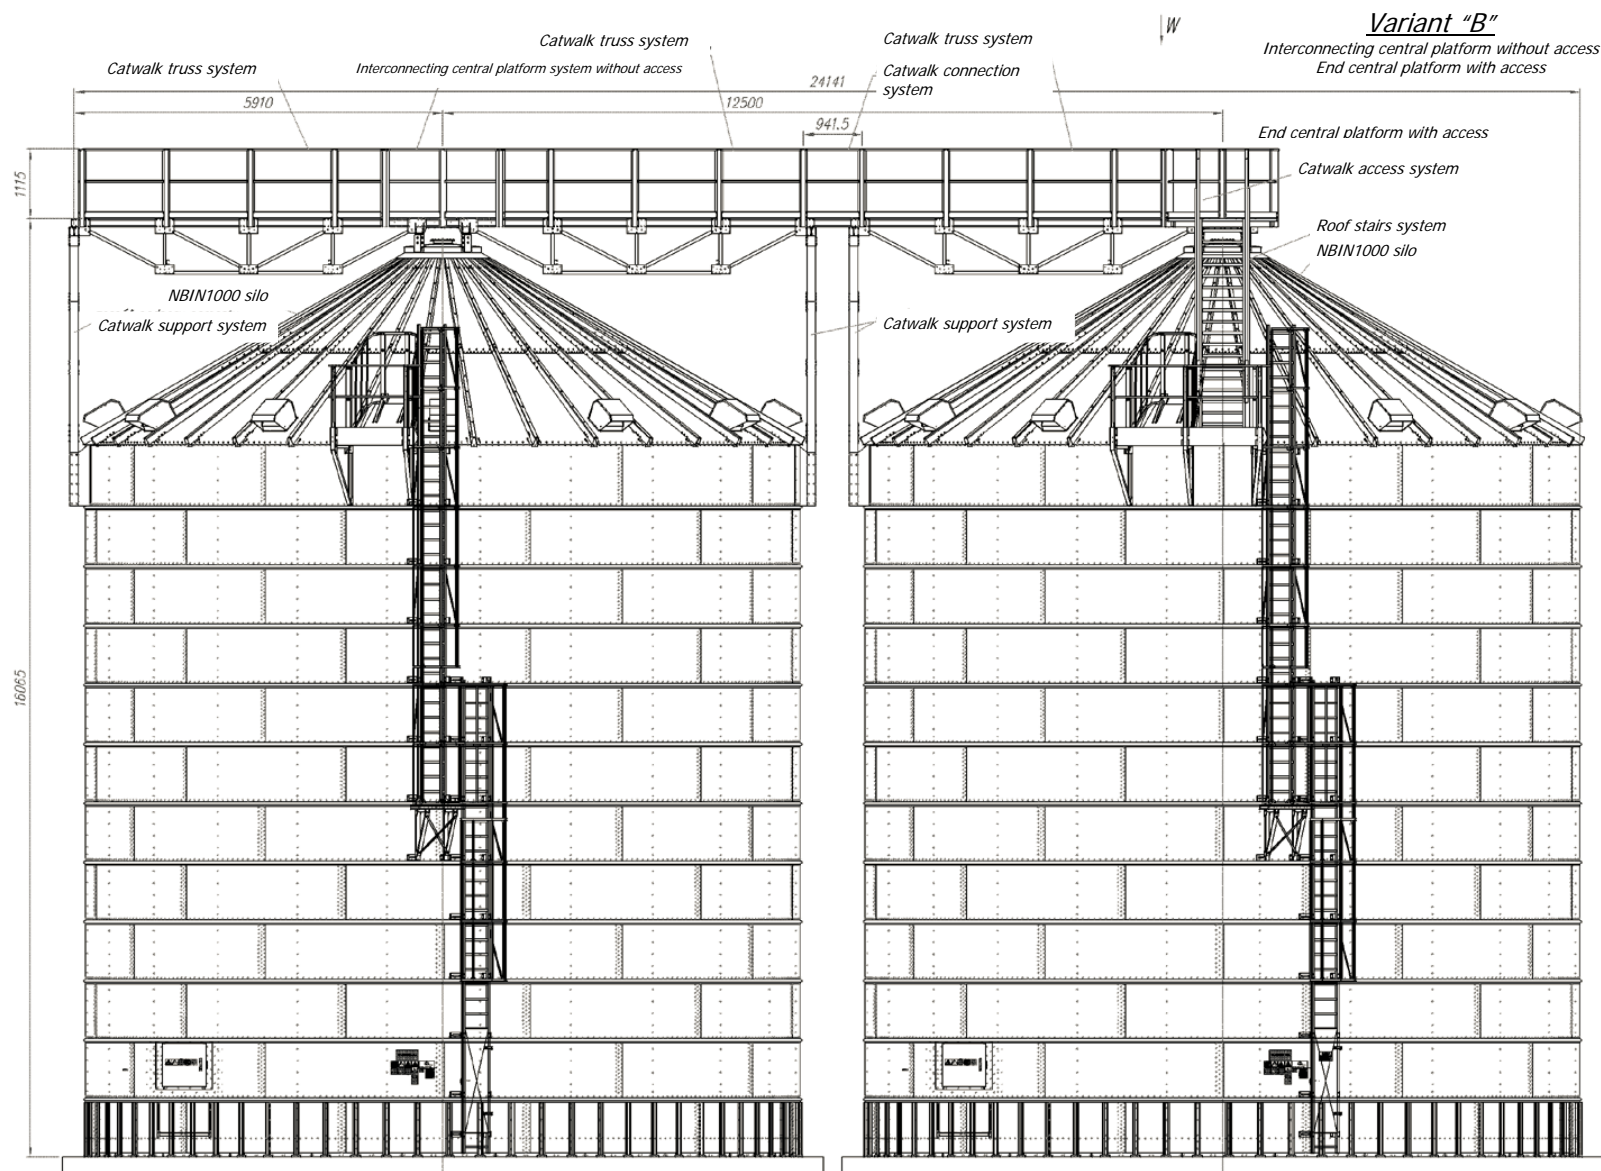 Variant "B"
Interconnecting central platform without access
End central platform with access
W
Catwalk truss system
Catwalk truss system
Catwalk truss system
Interconnecting central platform system without access
Catwalk connection
system
24141
5910
12500
941.5
End central platform with access
Catwalk access system
1115
Roof stairs system
NBIN1000 silo
NBIN1000 silo
Catwalk support system
Catwalk support system
16065